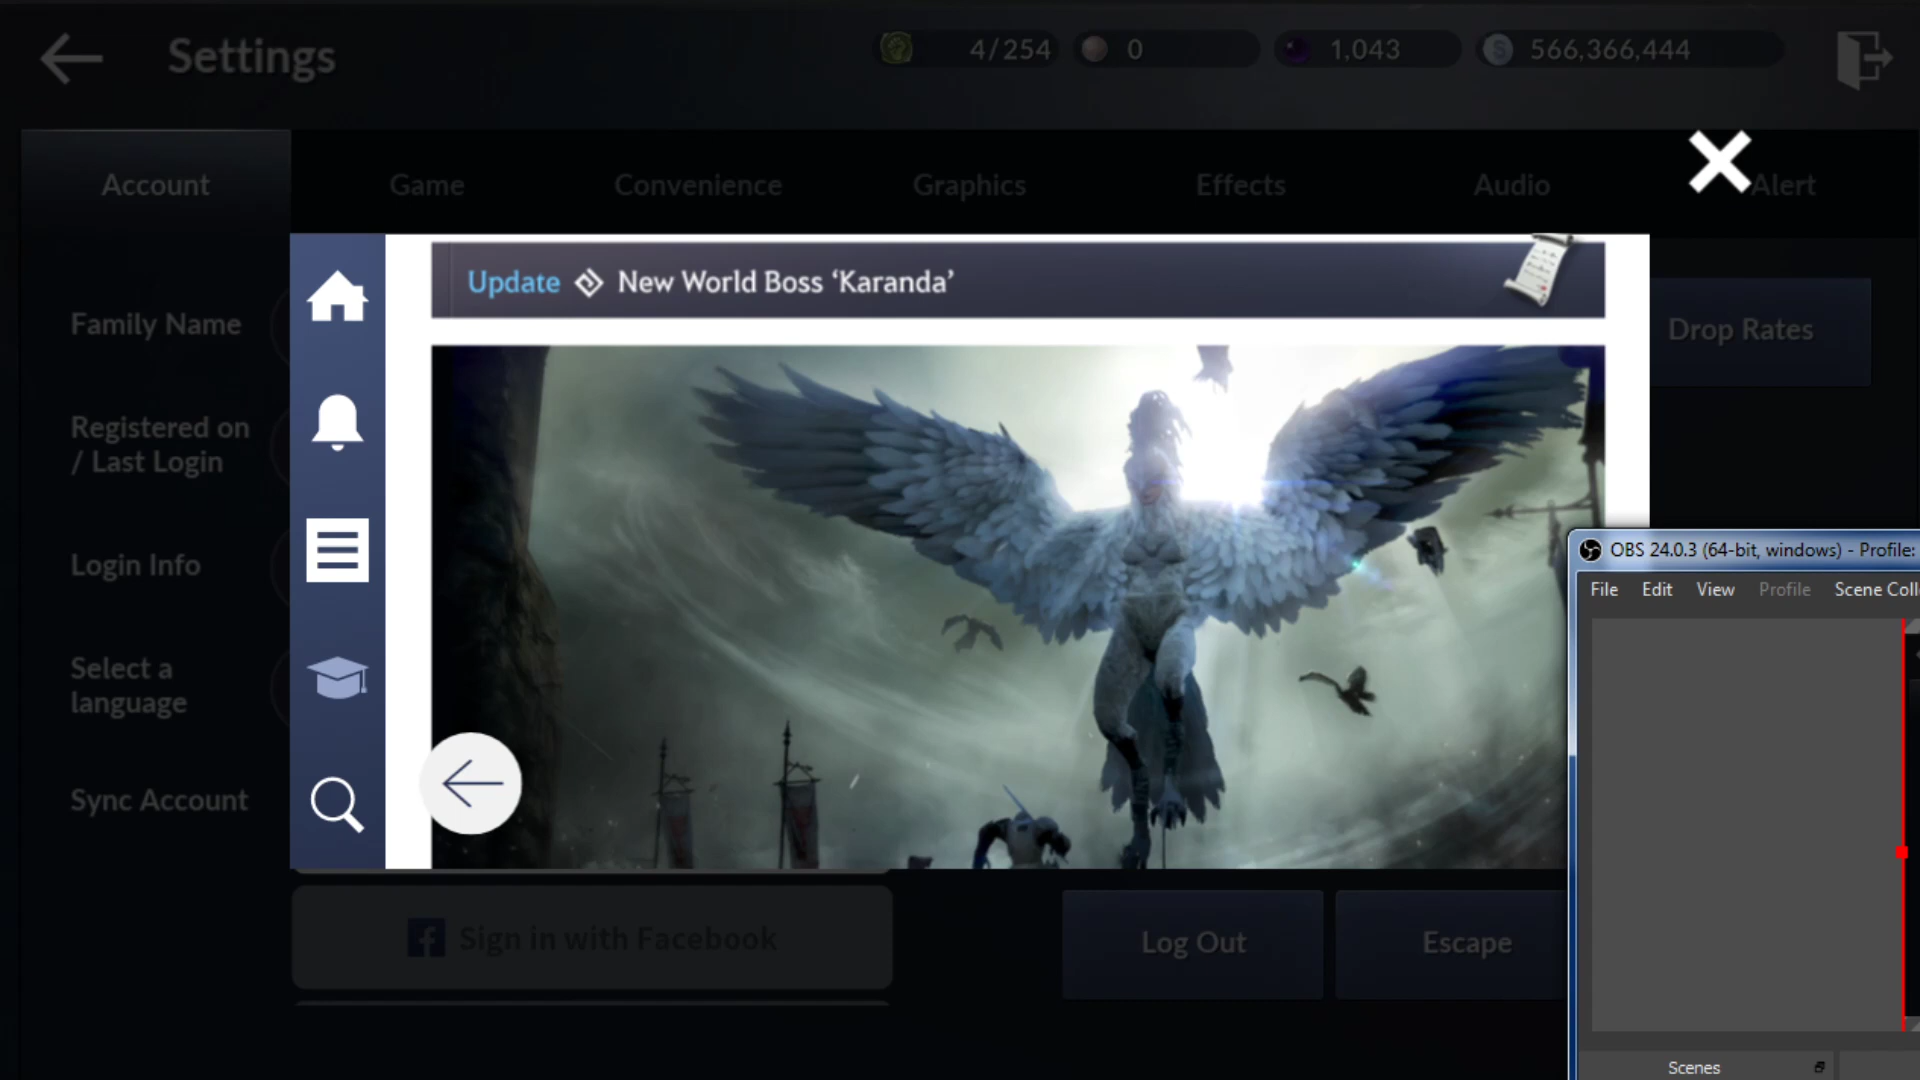 Settings
4/254
0
1,043
566,366,444
Account
Game
Convenience
Graphics
Effects
Audio
Alert
Update
New World Boss ‘Karanda’
Family Name
Drop Rates
Registered on
/ Last Login
Login Info
Select a
language
Sync Account
Sign in with Facebook
Log Out
Escape
OBS 24.0.3 (64-bit, windows) - Profile:
File
Edit
View
Profile
Scene Coll
Scenes